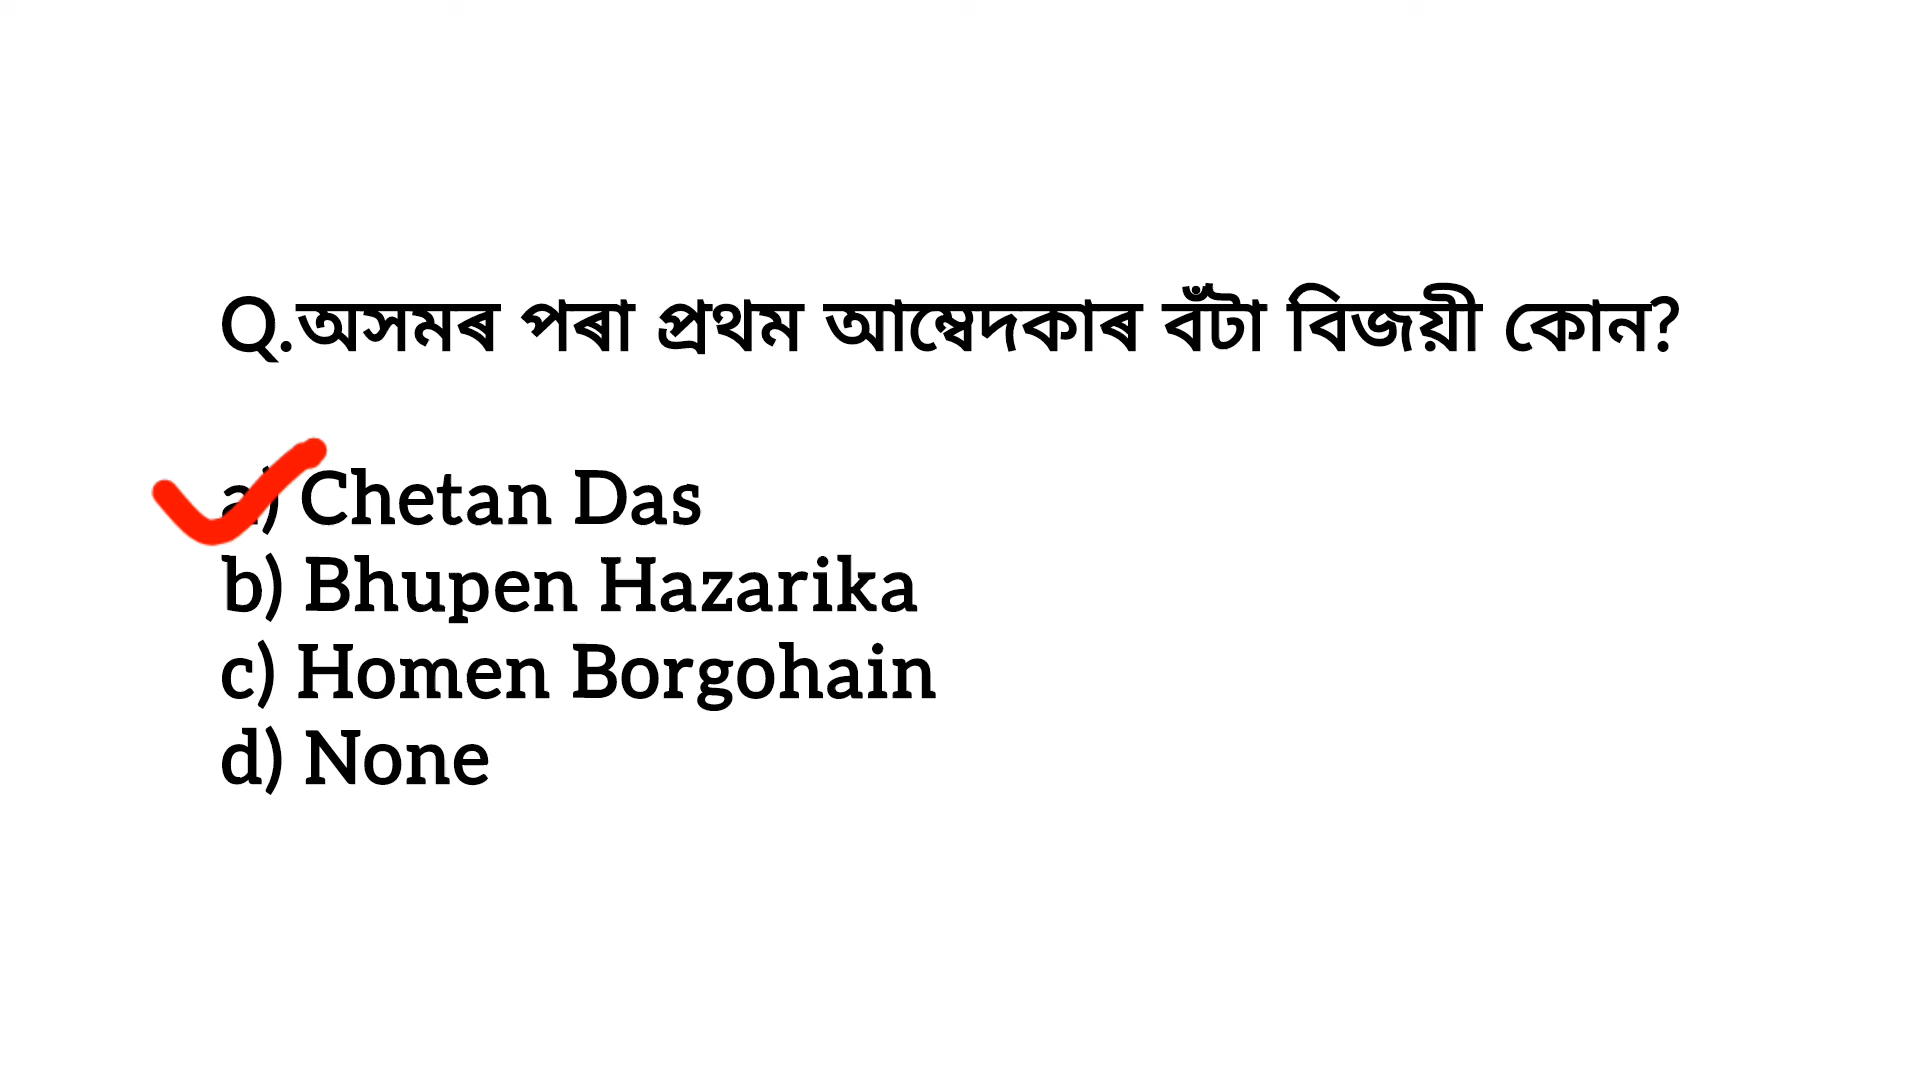 Q.অসমৰ পৰা প্ৰথম আম্বেদকাৰ বঁটা বিজয়ী কোন?
a) Chetan Das
b) Bhupen Hazarika
c) Homen Borgohain
d) None